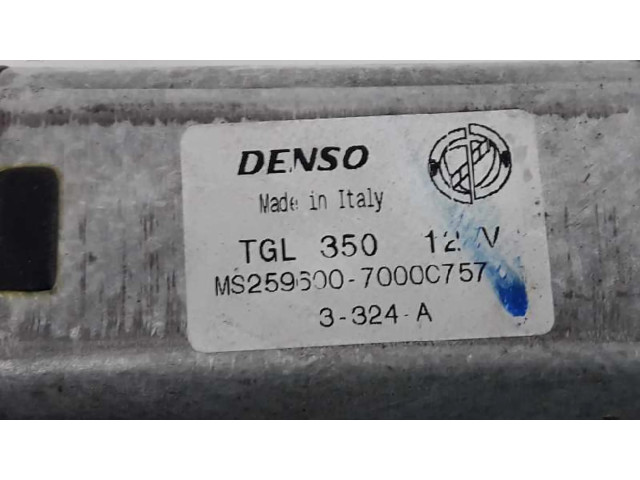 DENSO
Made in Italy
TGL 350 12 V
MS259600-7000C757
3-324-A